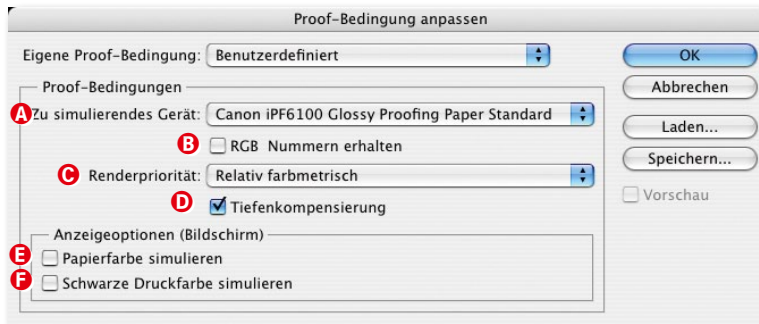 Proof-Bedingung anpassen
Eigene Proof-Bedingung: Benutzerdefiniert
OK
Proof-Bedingungen
Abbrechen
A Zu simulierendes Gerät: Canon iPF6100 Glossy Proofing Paper Standard
Laden...
B RGB Nummern erhalten
Speichern...
C Renderpriorität: Relativ farbmetrisch
Vorschau
D Tiefenkompensierung
Anzeigeoptionen (Bildschirm)
E Papierfarbe simulieren
F Schwarze Druckfarbe simulieren